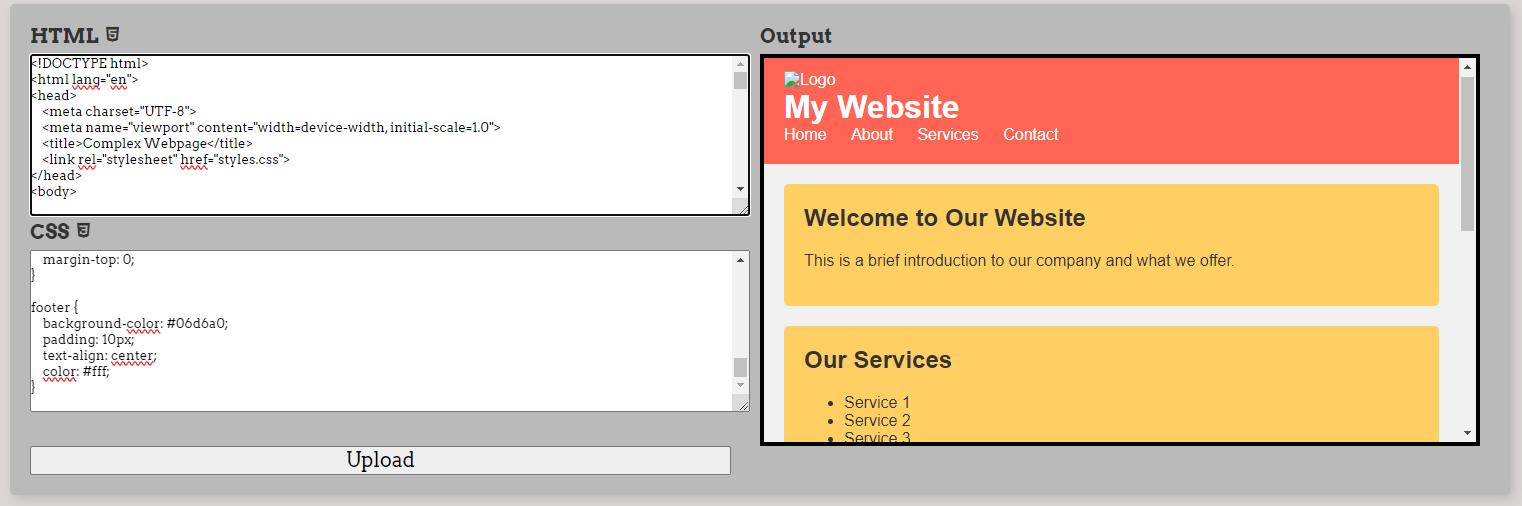 HTML
<!DOCTYPE html>
<html lang="en">
<head>
<meta charset="UTF-8">
<meta name="viewport" content="width=device-width, initial-scale=1.0">
<title>Complex Webpage</title>
<link rel="stylesheet" href="styles.css">
</head>
<body>
CSS
margin-top: 0;
}
footer {
background-color: #06d6a0;
padding: 10px;
text-align: center;
color: #fff;
}
Upload
Output
Logo
My Website
Home About Services Contact
Welcome to Our Website
This is a brief introduction to our company and what we offer.
Our Services
• Service 1
• Service 2
• Service 3